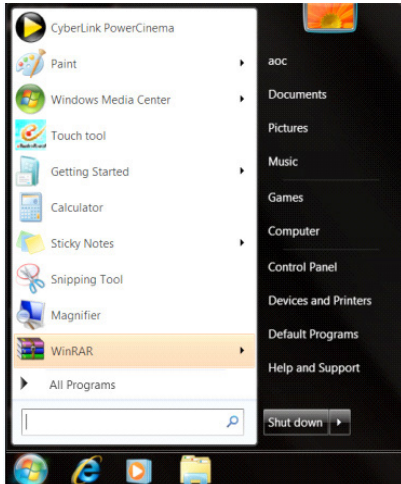 CyberLink PowerCinema
Paint
Windows Media Center
Touch tool
Getting Started
Calculator
Sticky Notes
Snipping Tool
Magnifier
WinRAR
All Programs
aoc
Documents
Pictures
Music
Games
Computer
Control Panel
Devices and Printers
Default Programs
Help and Support
Shut down